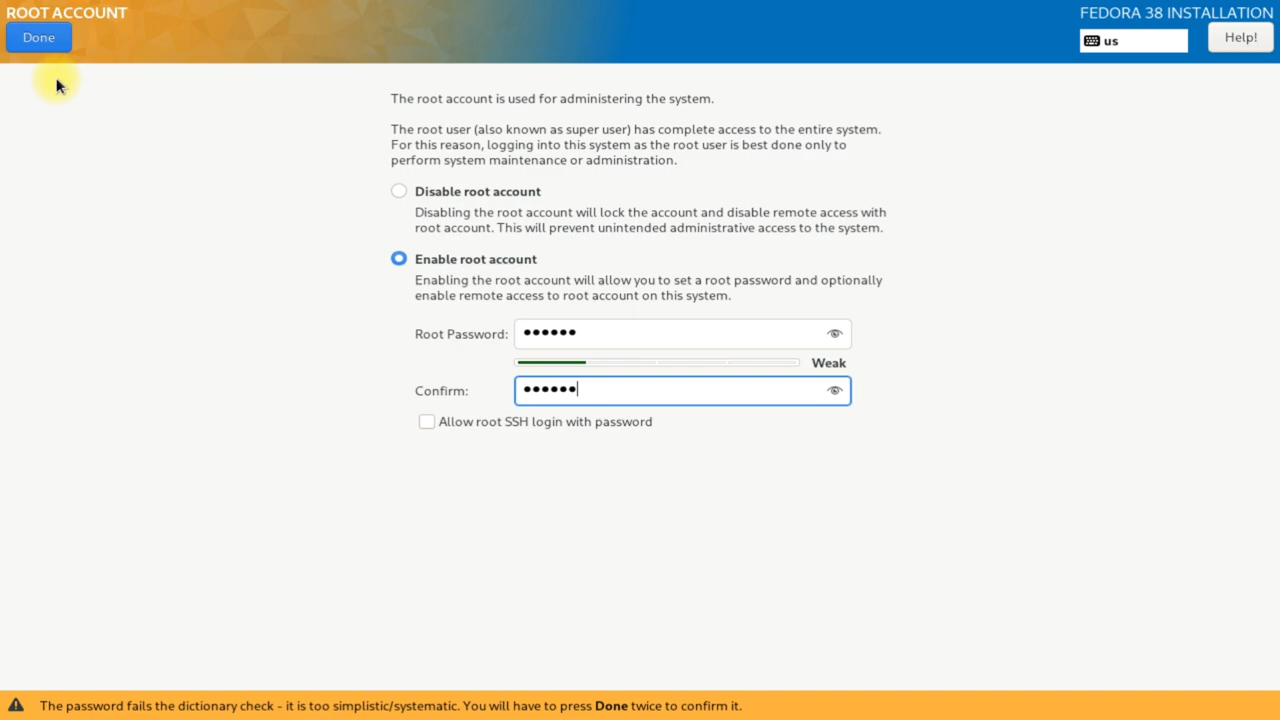 ROOT ACCOUNT
FEDORA 38 INSTALLATION
Done
us
Help!
The root account is used for administering the system.
The root user (also known as super user) has complete access to the entire system.
For this reason, logging into this system as the root user is best done only to
perform system maintenance or administration.
Disable root account
Disabling the root account will lock the account and disable remote access with
root account. This will prevent unintended administrative access to the system.
Enable root account
Enabling the root account will allow you to set a root password and optionally
enable remote access to root account on this system.
Root Password: ●●●●●●
Weak
Confirm: ●●●●●●
Allow root SSH login with password
The password fails the dictionary check - it is too simplistic/systematic. You will have to press Done twice to confirm it.